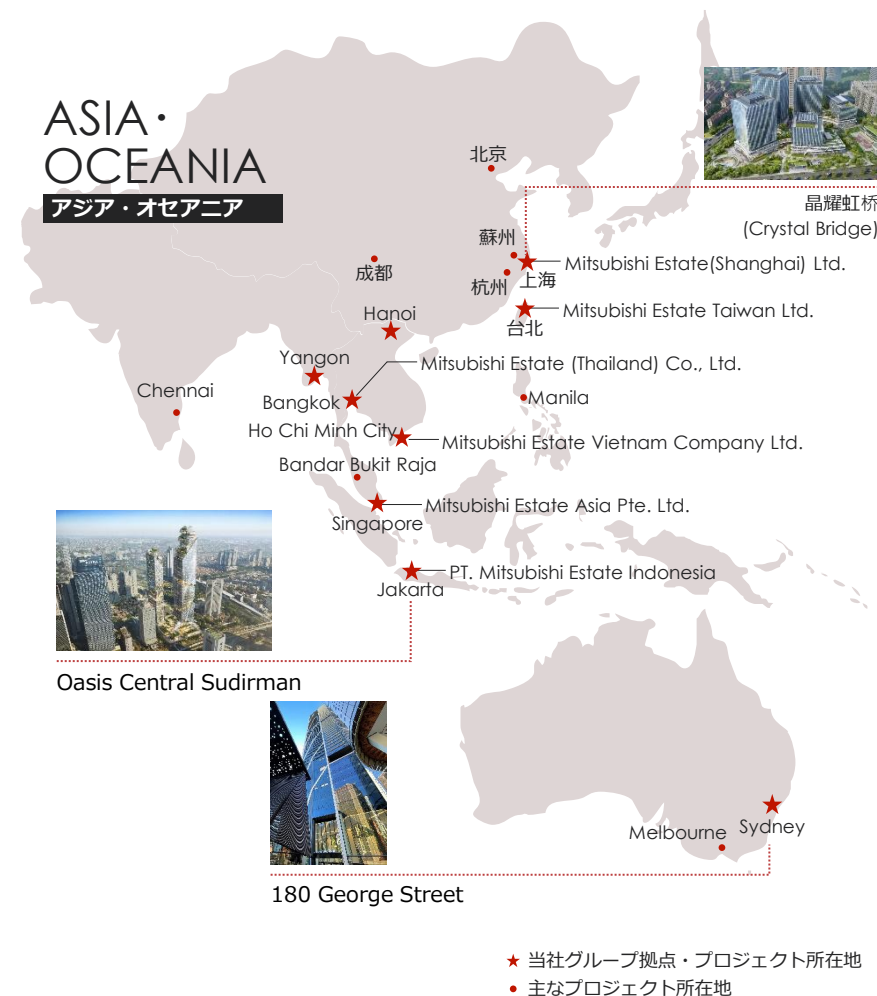 ASIA・
OCEANIA
アジア・オセアニア
北京
晶耀虹桥
(Crystal Bridge)
蘇州
Mitsubishi Estate(Shanghai) Ltd.
成都
杭州
上海
Hanoi
Mitsubishi Estate Taiwan Ltd.
台北
Yangon
Mitsubishi Estate (Thailand) Co., Ltd.
Chennai
Bangkok
Manila
Ho Chi Minh City
Mitsubishi Estate Vietnam Company Ltd.
Bandar Bukit Raja
Mitsubishi Estate Asia Pte. Ltd.
Singapore
PT. Mitsubishi Estate Indonesia
Jakarta
Oasis Central Sudirman
Melbourne
Sydney
180 George Street
★ 当社グループ拠点・プロジェクト所在地
● 主なプロジェクト所在地